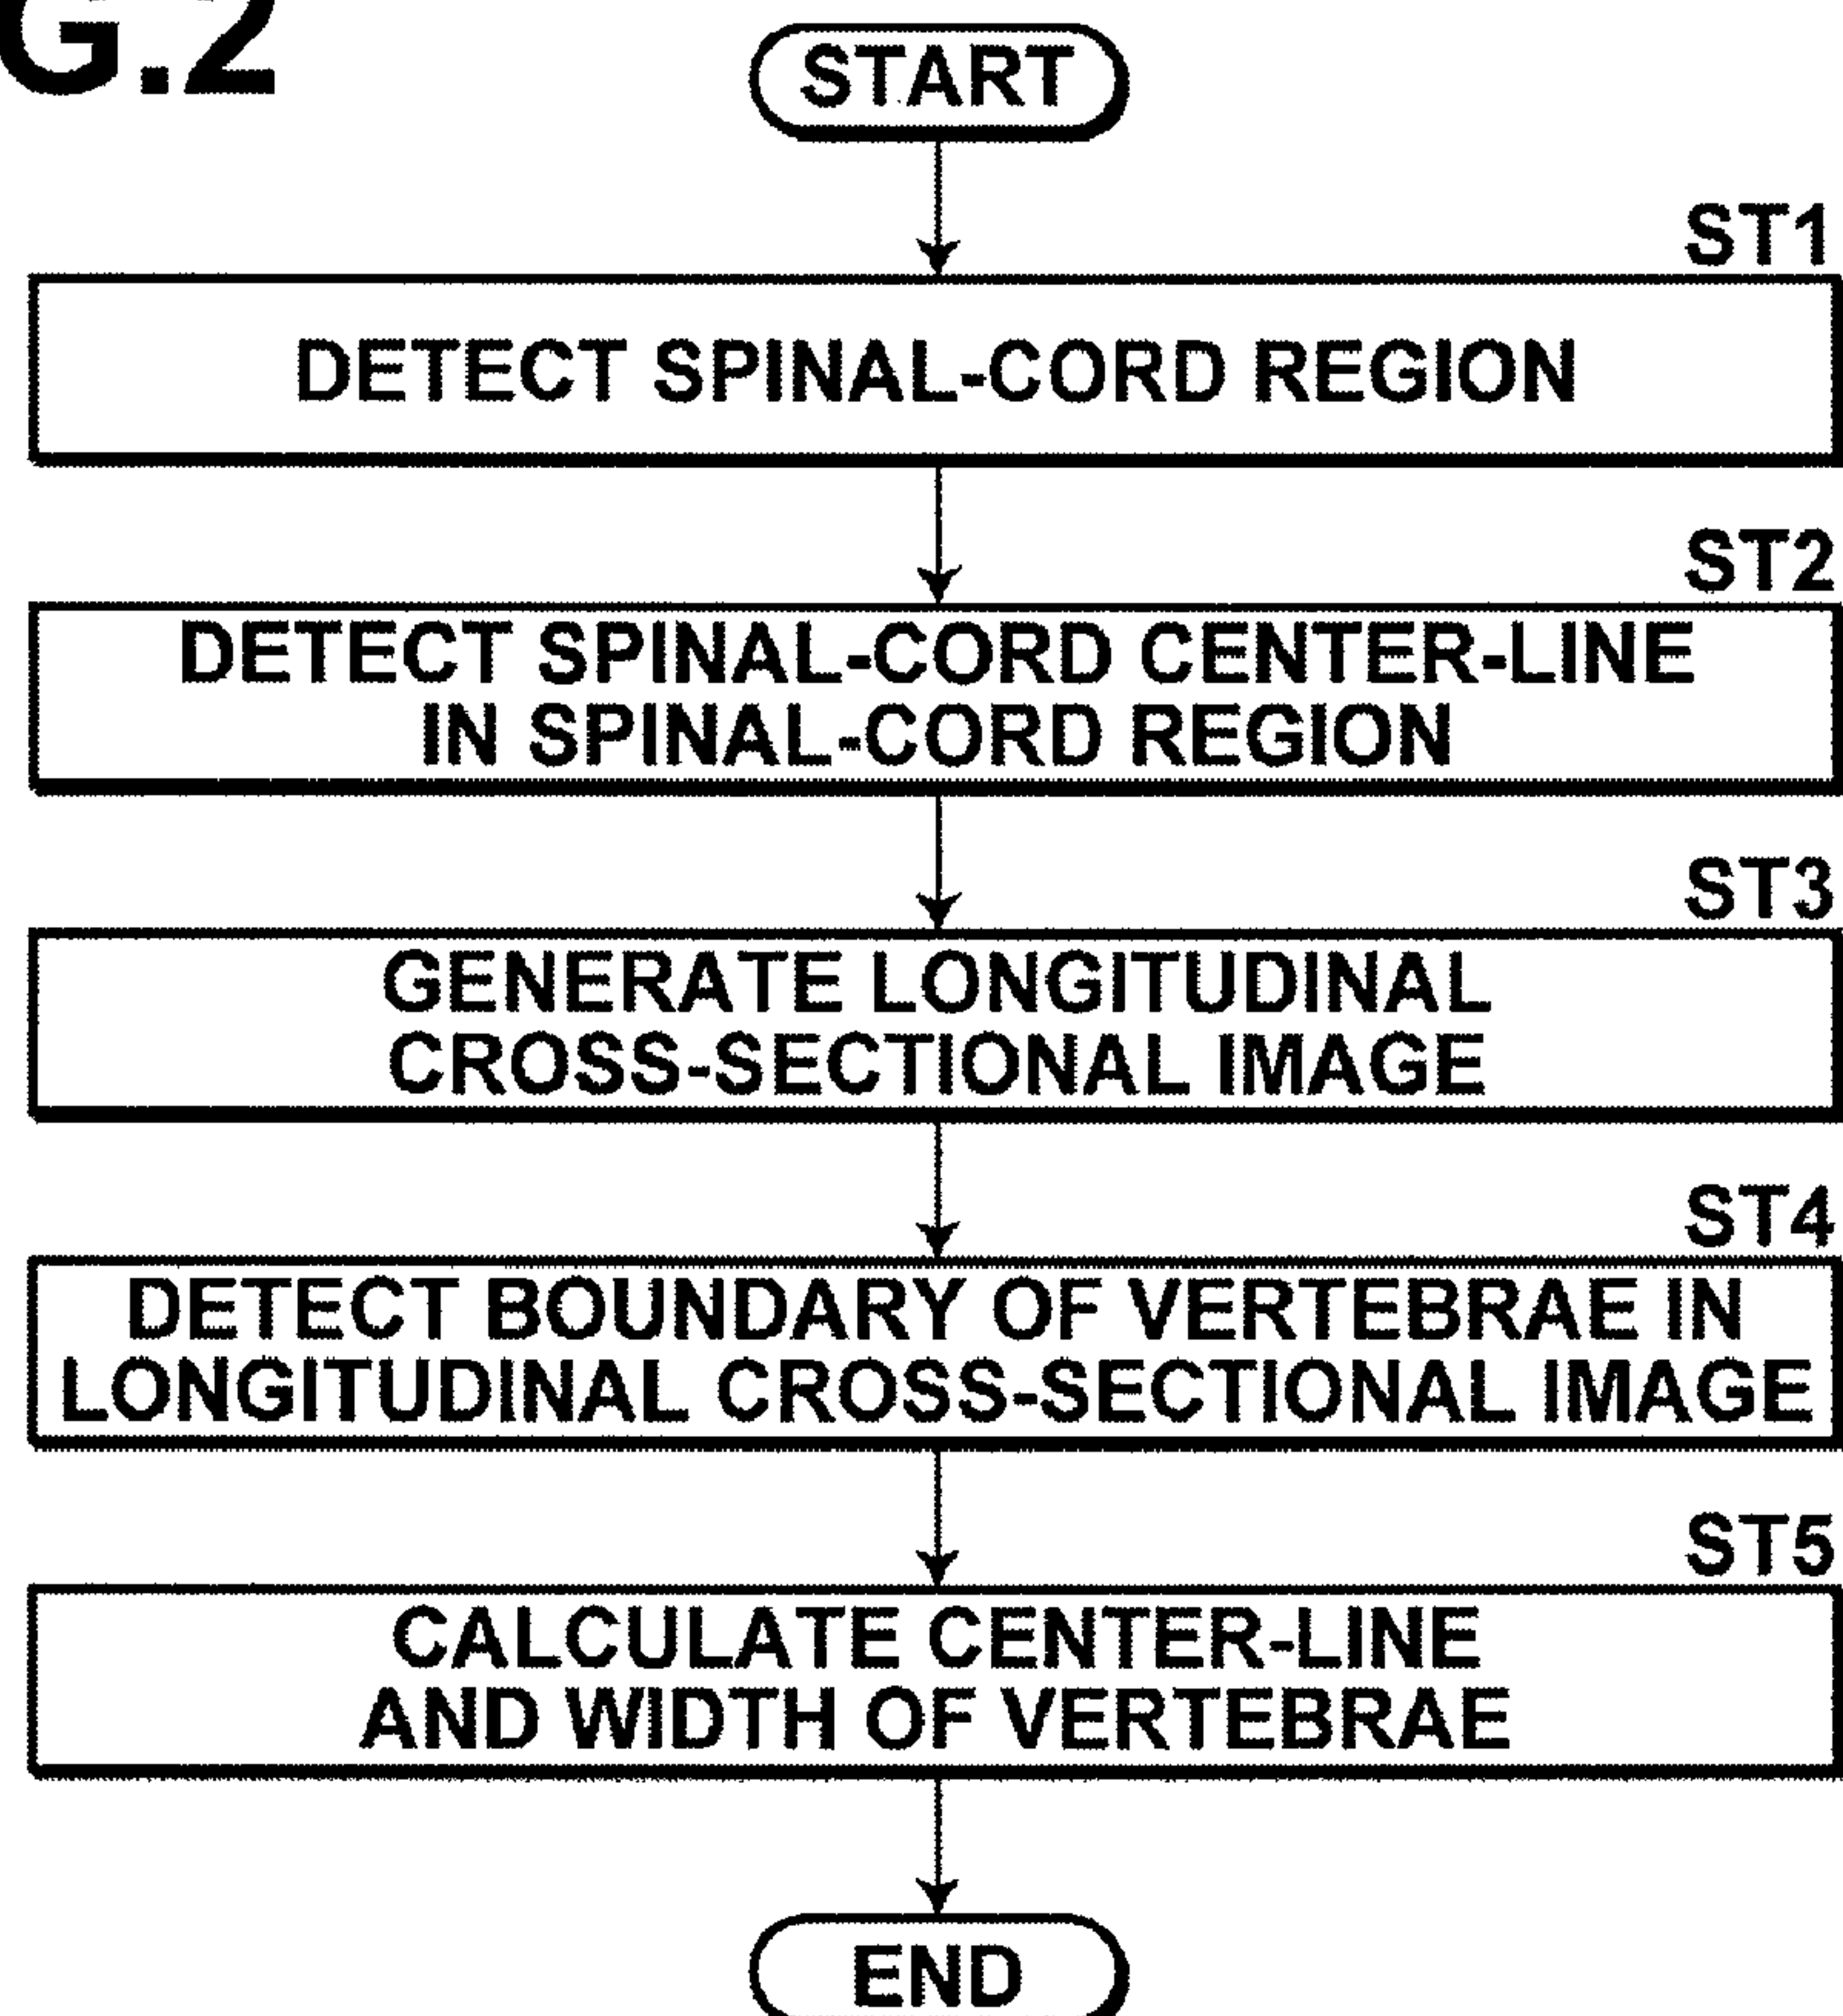 G.2
START
ST1
DETECT SPINAL-CORD REGION
ST2
DETECT SPINAL-CORD CENTER-LINE
IN SPINAL-CORD REGION
ST3
GENERATE LONGITUDINAL
CROSS-SECTIONAL IMAGE
ST4
DETECT BOUNDARY OF VERTEBRAE IN
LONGITUDINAL CROSS-SECTIONAL IMAGE
ST5
CALCULATE CENTER-LINE
AND WIDTH OF VERTEBRAE
END